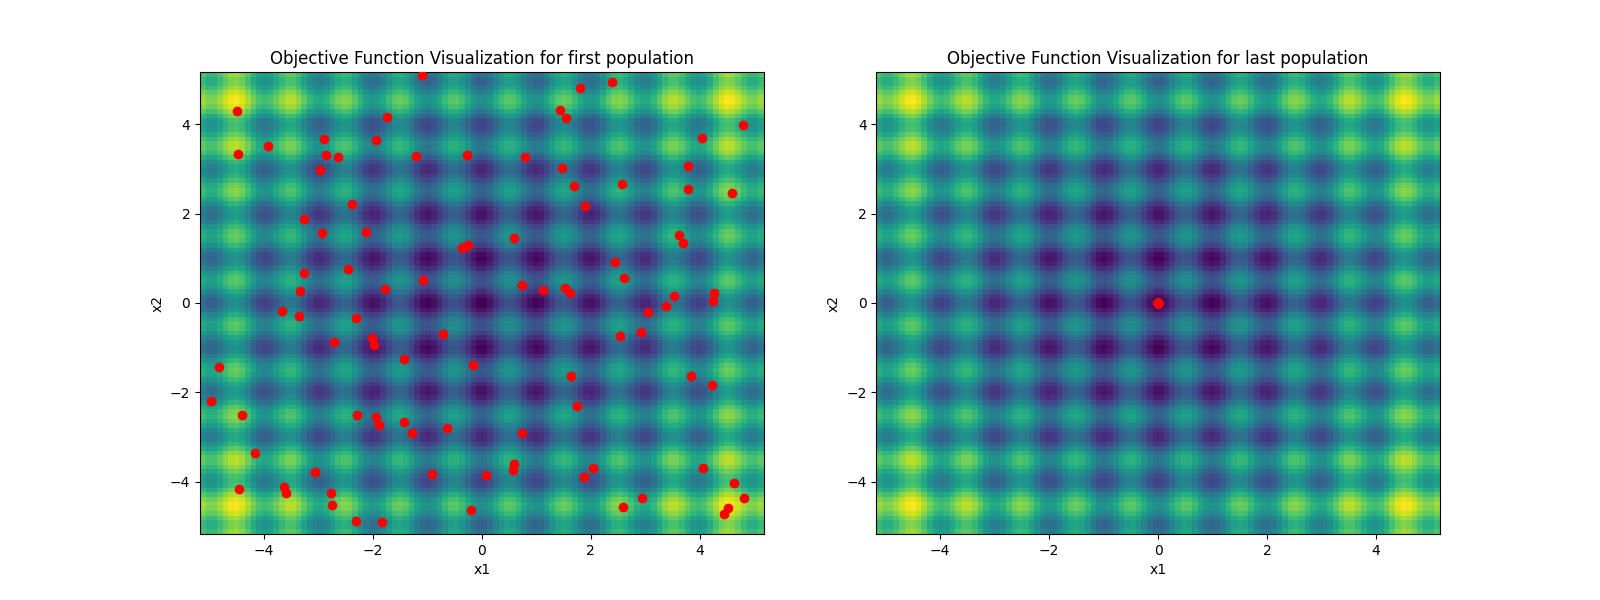 Objective Function Visualization for first population
4
2
0
−2
−4
x2
−4 −2 0 2 4
x1
Objective Function Visualization for last population
4
2
0
−2
−4
x2
−4 −2 0 2 4
x1